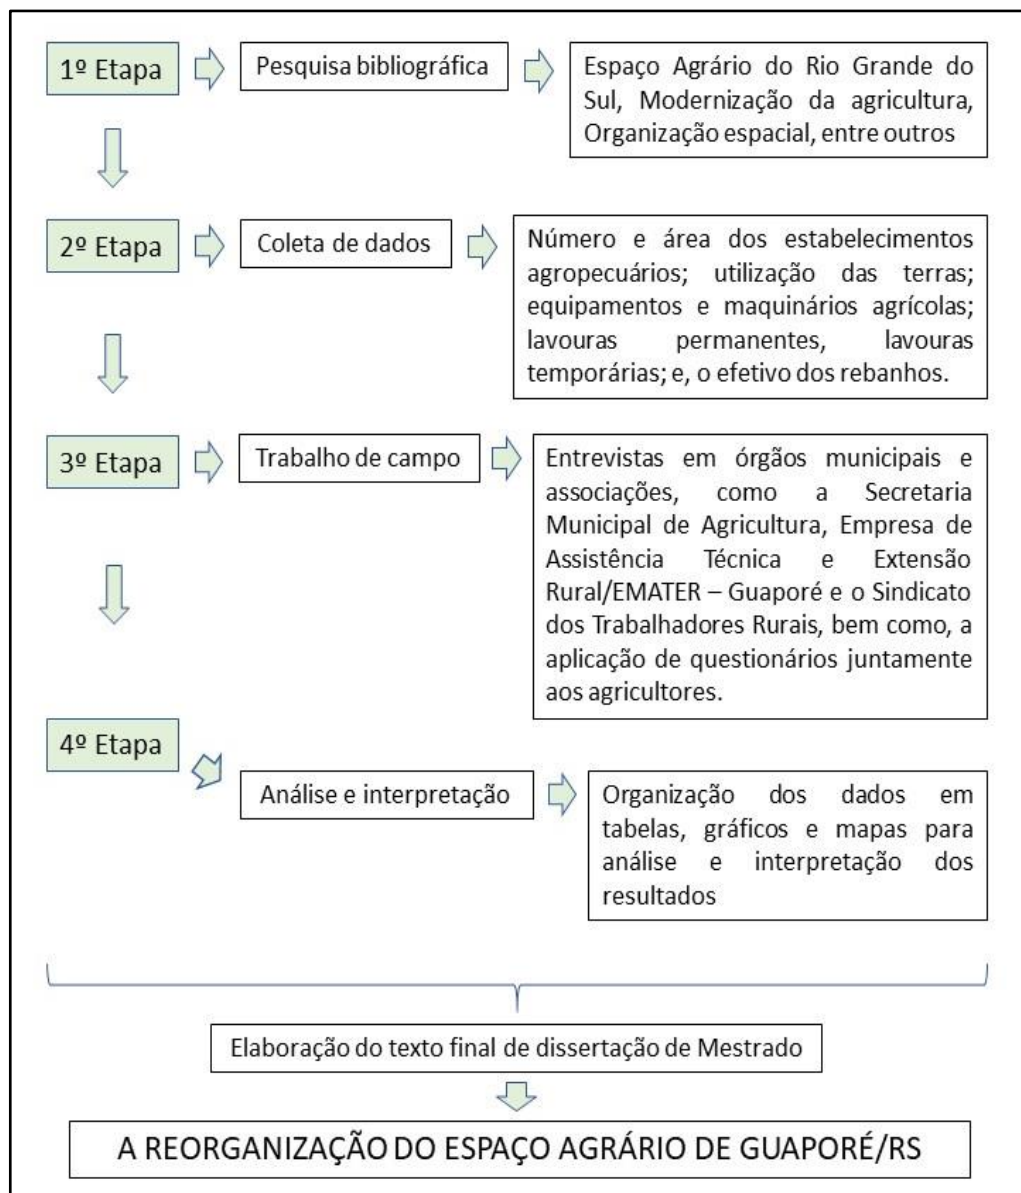 1º Etapa
Pesquisa bibliográfica
Espaço Agrário do Rio Grande do
Sul, Modernização da agricultura,
Organização espacial, entre outros
2º Etapa
Coleta de dados
Número e área dos estabelecimentos
agropecuários; utilização das terras;
equipamentos e maquinários agrícolas;
lavouras permanentes, lavouras
temporárias; e, o efetivo dos rebanhos.
3º Etapa
Trabalho de campo
Entrevistas em órgãos municipais e
associações, como a Secretaria
Municipal de Agricultura, Empresa de
Assistência Técnica e Extensão
Rural/EMATER – Guaporé e o Sindicato
dos Trabalhadores Rurais, bem como, a
aplicação de questionários juntamente
aos agricultores.
4º Etapa
Análise e interpretação
Organização dos dados em
tabelas, gráficos e mapas para
análise e interpretação dos
resultados
Elaboração do texto final de dissertação de Mestrado
A REORGANIZAÇÃO DO ESPAÇO AGRÁRIO DE GUAPORÉ/RS